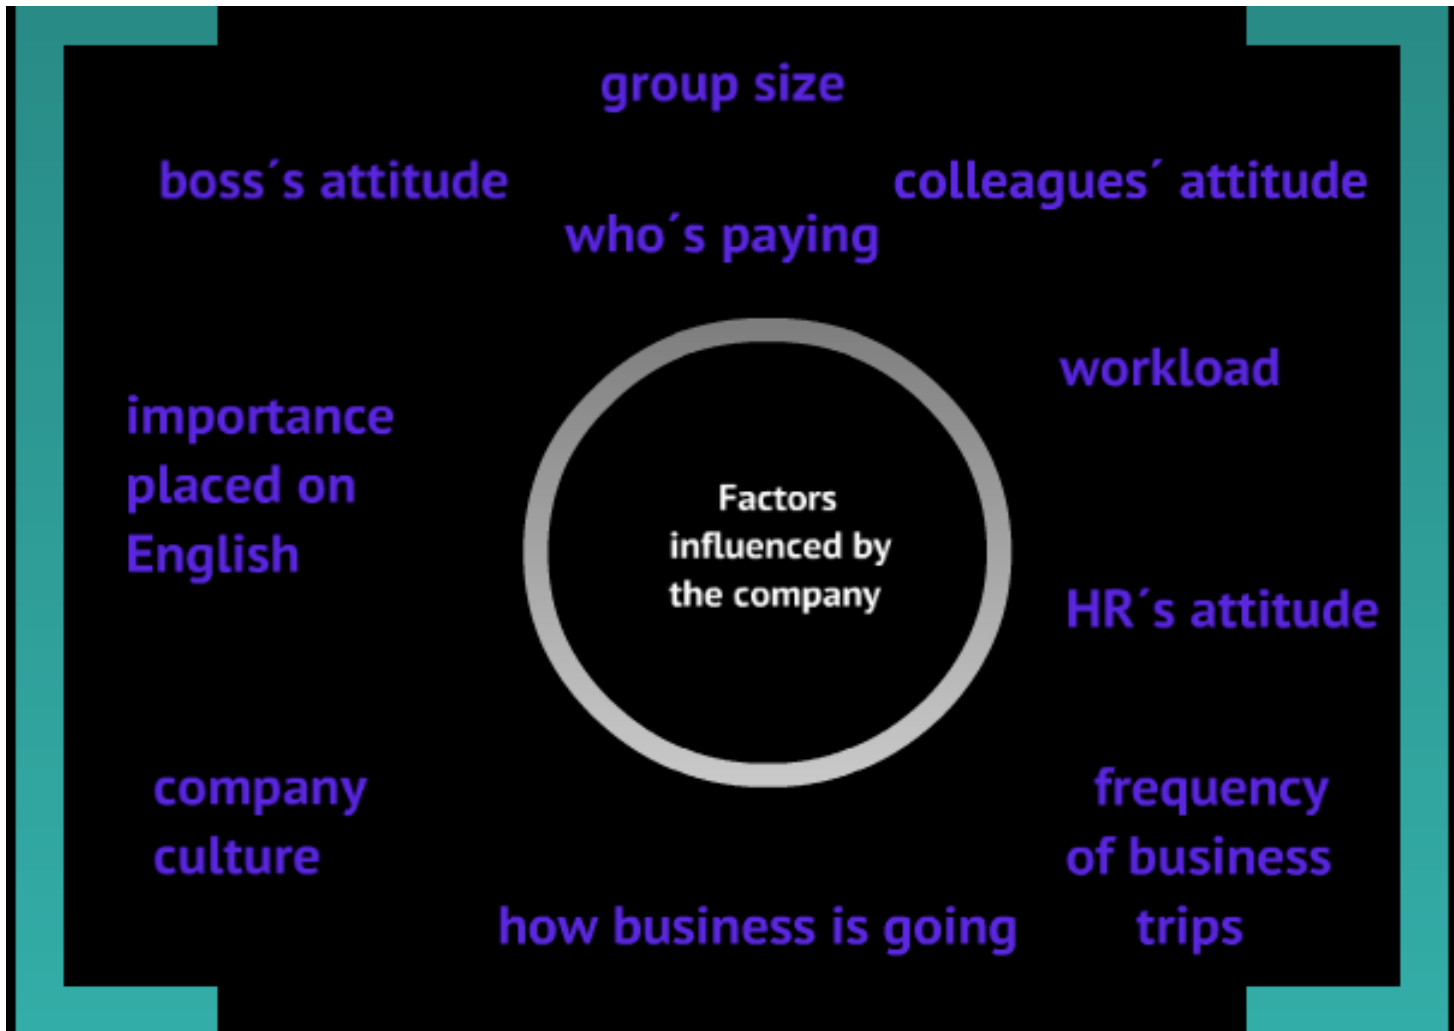 group size
boss´s attitude
colleagues´ attitude
who´s paying
workload
importance
placed on
English
Factors
influenced by
the company
HR´s attitude
company
culture
frequency
of business
trips
how business is going